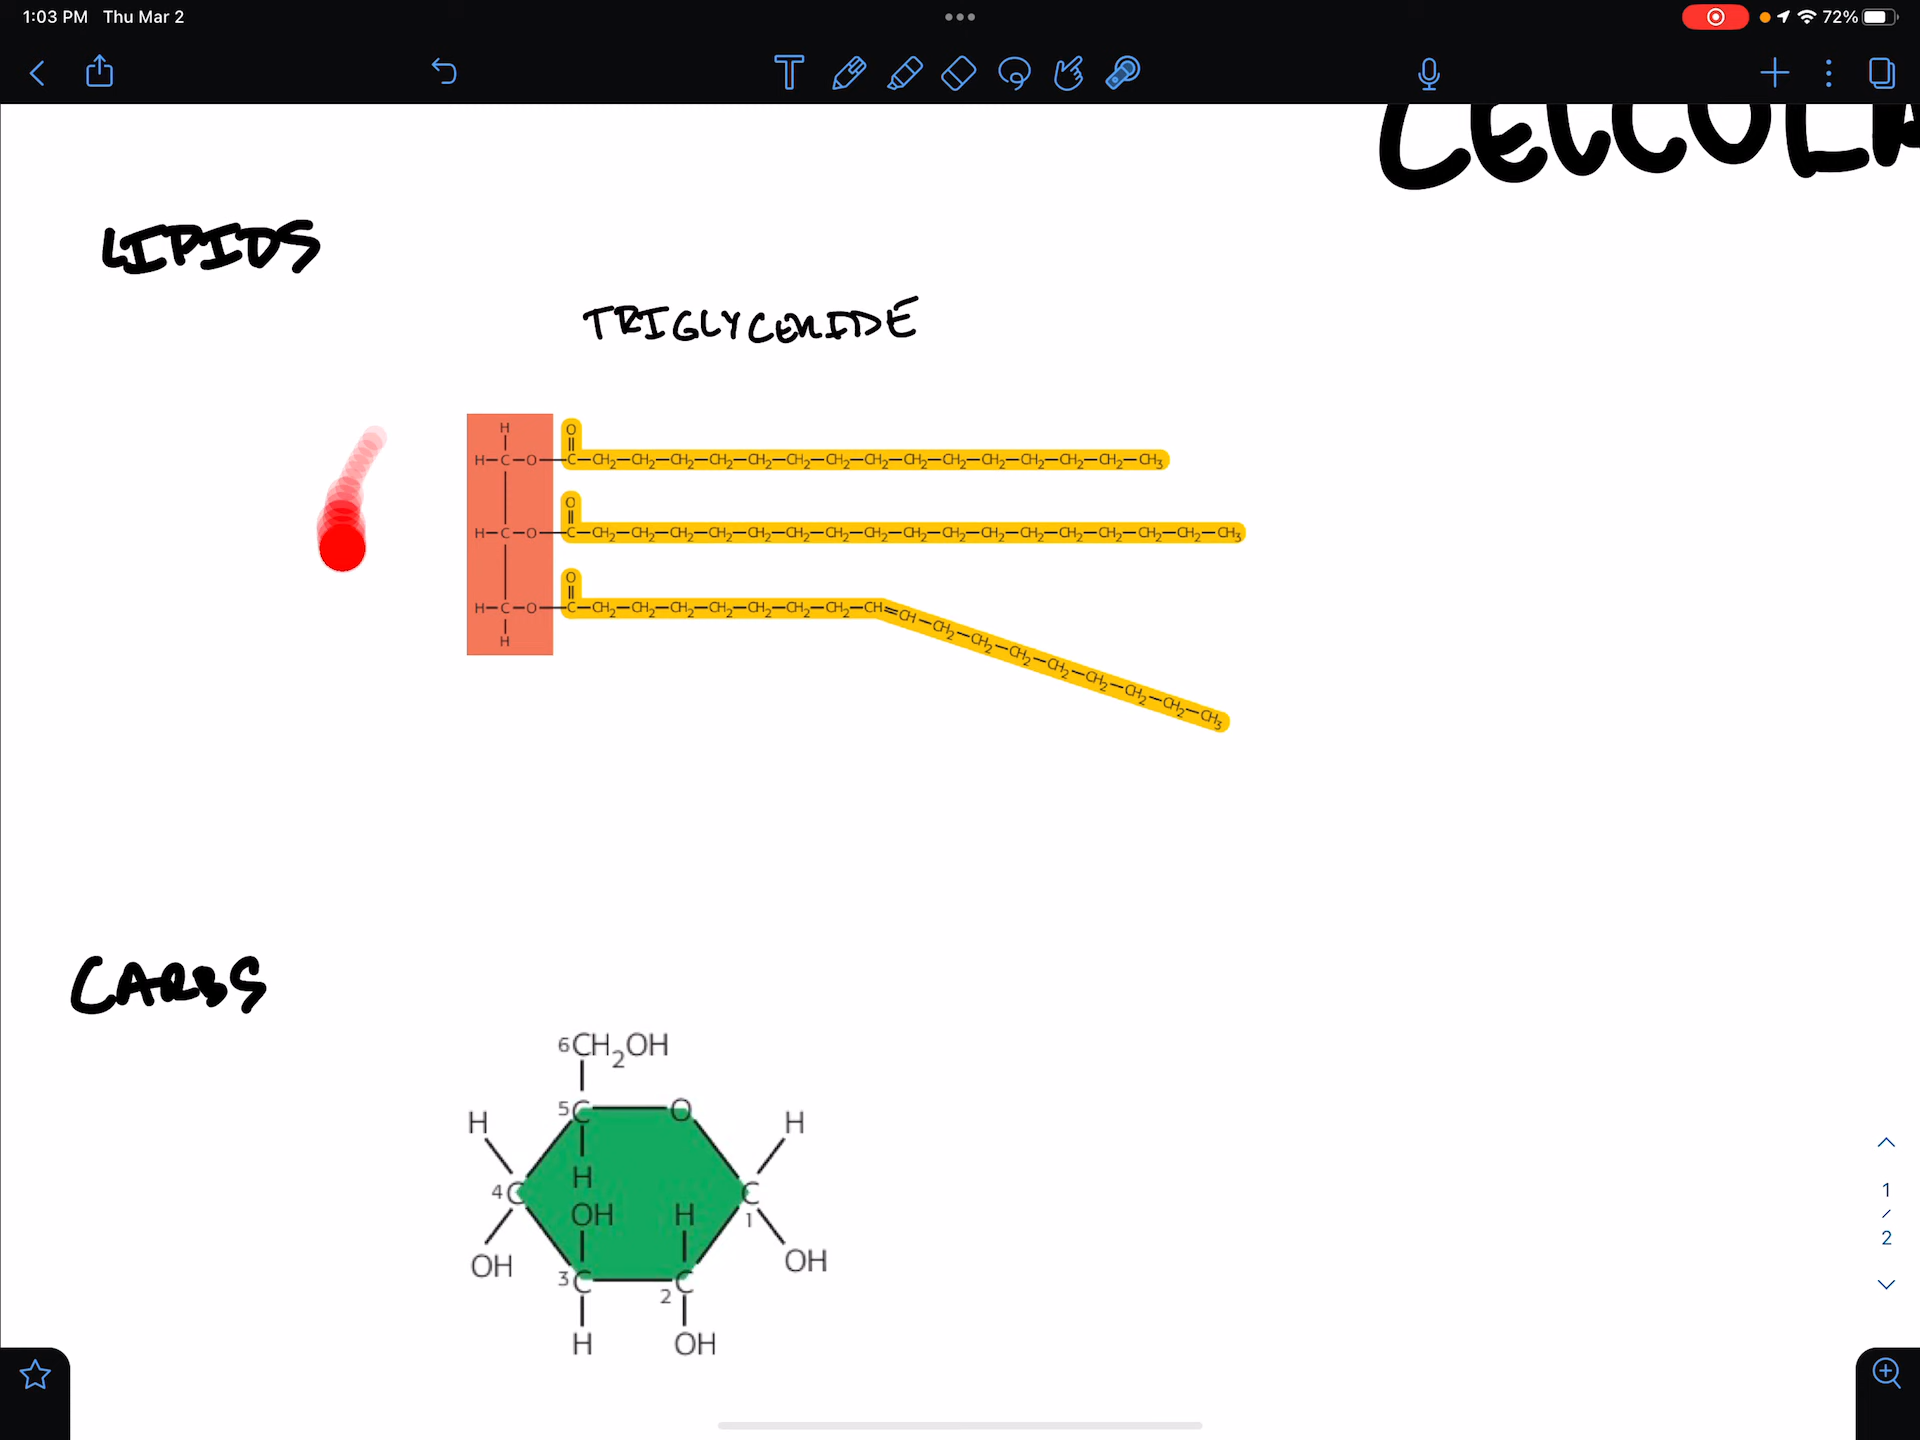 1:03 PM Thu Mar 2
72%
LIPIDS
TRIGLYCERIDE
H
O
H-C-O-C-CH2-CH2-CH2-CH2-CH2-CH2-CH2-CH2-CH2-CH2-CH2-CH2-CH2-CH2-CH3
O
H-C-O-C-CH2-CH2-CH2-CH2-CH2-CH2-CH2-CH2-CH2-CH2-CH2-CH2-CH2-CH2-CH2-CH2-CH3
O
H-C-O-C-CH2-CH2-CH2-CH2-CH2-CH2-CH2-CH=CH-CH2-CH2-CH2-CH2-CH2-CH2-CH2-CH3
H
CARBS
6CH2OH
5C O
H H
H
4C C
1
OH H
OH OH
3C C
2
H OH
1
/
2